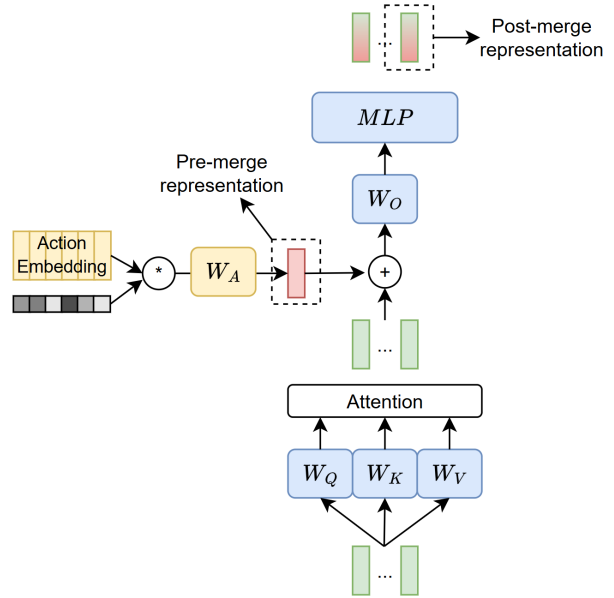 ...
Post-merge
representation
MLP
Pre-merge
representation
W_O
Action
Embedding
*
W_A
+
...
Attention
W_Q
W_K
W_V
...